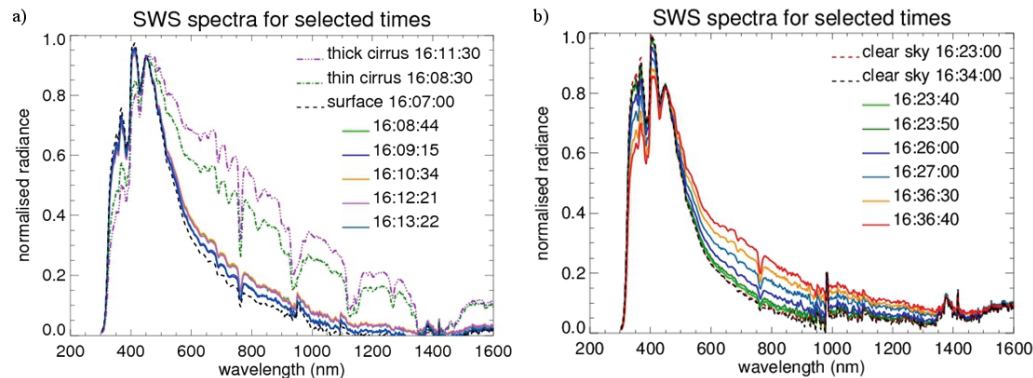 a)
SWS spectra for selected times
normalised radiance
1.0
0.8
0.6
0.4
0.2
0.0
thick cirrus 16:11:30
thin cirrus 16:08:30
surface 16:07:00
16:08:44
16:09:15
16:10:34
16:12:21
16:13:22
200 400 600 800 1000 1200 1400 1600
wavelength (nm)
b)
SWS spectra for selected times
normalised radiance
1.0
0.8
0.6
0.4
0.2
0.0
clear sky 16:23:00
clear sky 16:34:00
16:23:40
16:23:50
16:26:00
16:27:00
16:36:30
16:36:40
200 400 600 800 1000 1200 1400 1600
wavelength (nm)